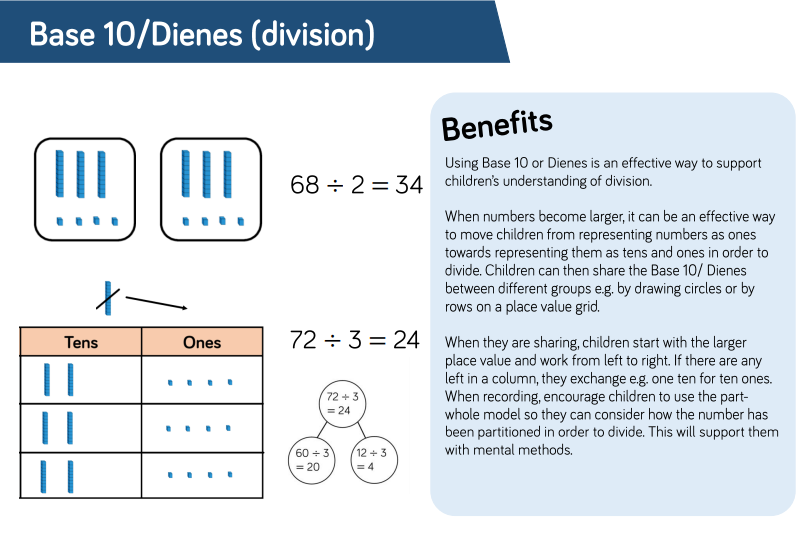 Base 10/Dienes (division)
68 ÷ 2 = 34
Tens
Ones
72 ÷ 3 = 24
72 ÷ 3
= 24
60 ÷ 3
= 20
12 ÷ 3
= 4
Benefits
Using Base 10 or Dienes is an effective way to support
children’s understanding of division.
When numbers become larger, it can be an effective way
to move children from representing numbers as ones
towards representing them as tens and ones in order to
divide. Children can then share the Base 10/ Dienes
between different groups e.g. by drawing circles or by
rows on a place value grid.
When they are sharing, children start with the larger
place value and work from left to right. If there are any
left in a column, they exchange e.g. one ten for ten ones.
When recording, encourage children to use the part-
whole model so they can consider how the number has
been partitioned in order to divide. This will support them
with mental methods.